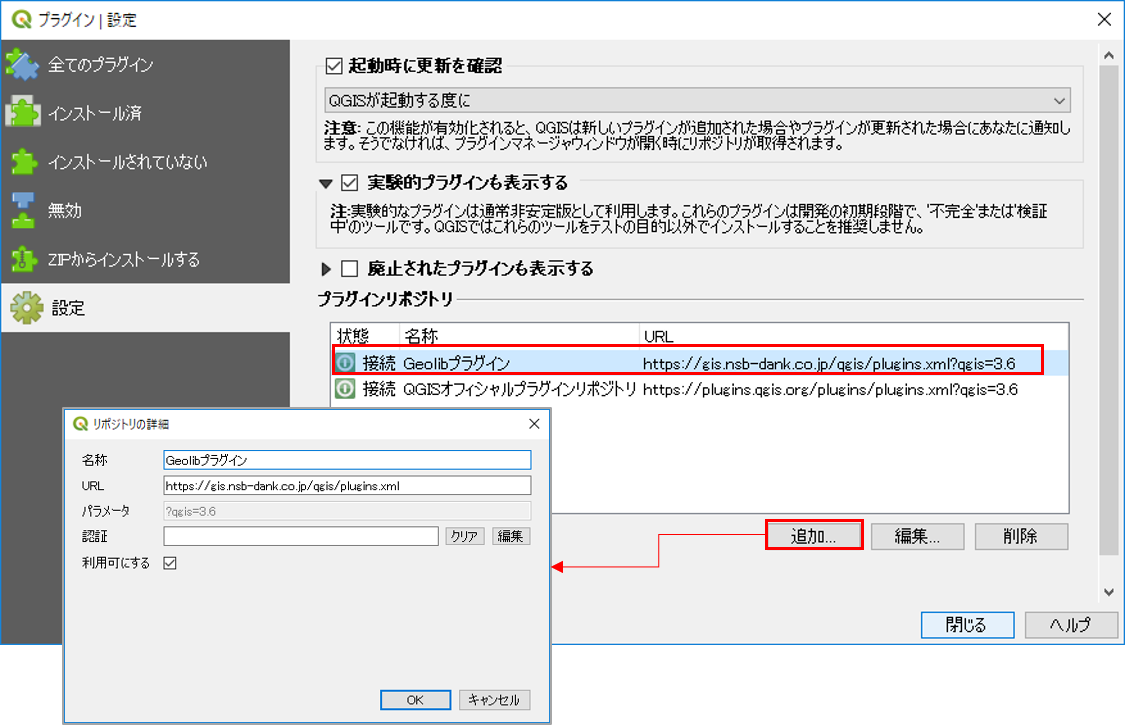 プラグイン | 設定
全てのプラグイン
インストール済
インストールされていない
無効
ZIPからインストールする
設定
起動時に更新を確認
QGISが起動する度に
注意: この機能が有効化されると、QGISは新しいプラグインが追加された場合やプラグインが更新された場合にあなたに通知し
ます。そうでなければ、プラグインマネージャウィンドウが開く時にリポジトリが取得されます。
実験的プラグインも表示する
注:実験的なプラグインは通常非安定版として利用します。これらのプラグインは開発の初期段階で、'不完全'または'検証
中'のツールです。QGISではこれらのツールをテストの目的以外でインストールすることを推奨しません。
廃止されたプラグインも表示する
プラグインリポジトリ
状態 名称 URL
接続 Geolibプラグイン https://gis.nsb-dank.co.jp/qgis/plugins.xml?qgis=3.6
接続 QGISオフィシャルプラグインリポジトリ https://plugins.qgis.org/plugins/plugins.xml?qgis=3.6
追加... 編集... 削除
閉じる ヘルプ
リポジトリの詳細
名称 Geolibプラグイン
URL https://gis.nsb-dank.co.jp/qgis/plugins.xml
パラメータ ?qgis=3.6
認証 クリア 編集
利用可にする
OK キャンセル